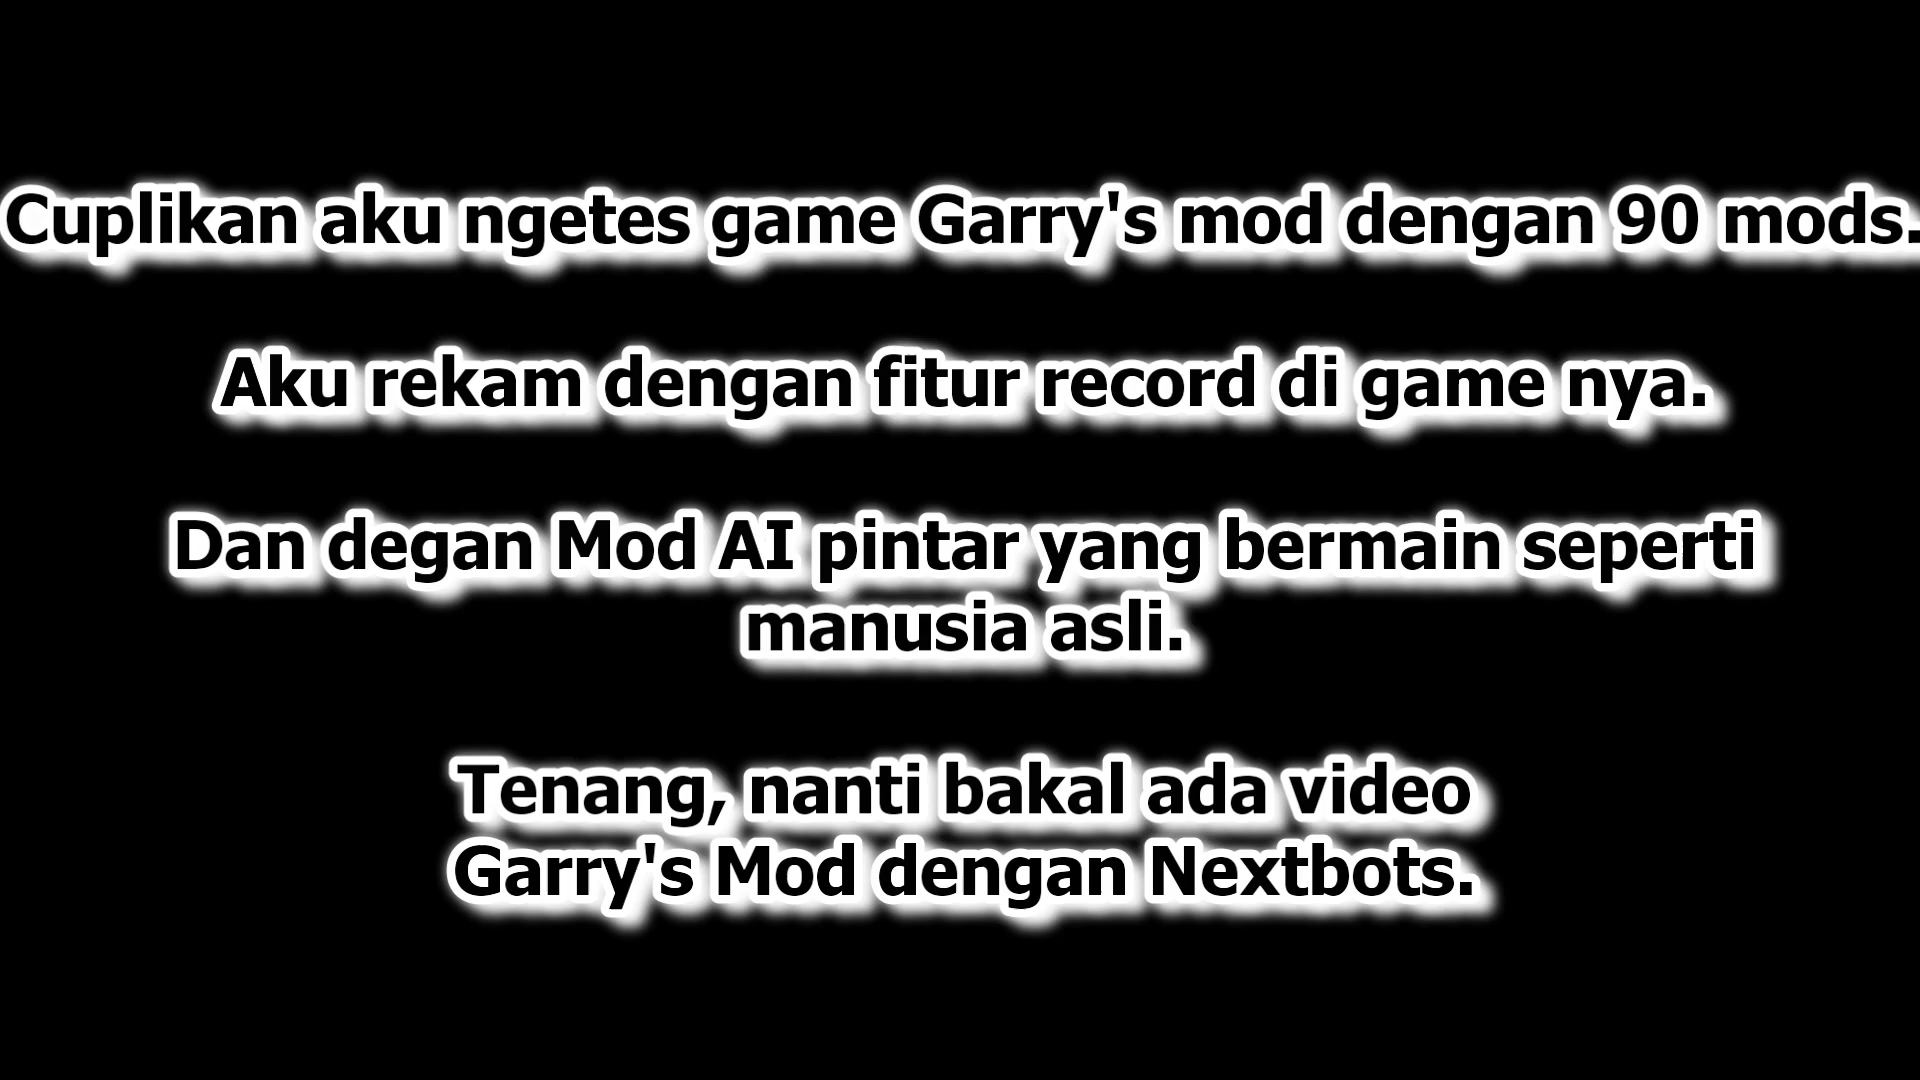 Cuplikan aku ngetes game Garry's mod dengan 90 mods.
Aku rekam dengan fitur record di game nya.
Dan degan Mod AI pintar yang bermain seperti
manusia asli.
Tenang, nanti bakal ada video
Garry's Mod dengan Nextbots.